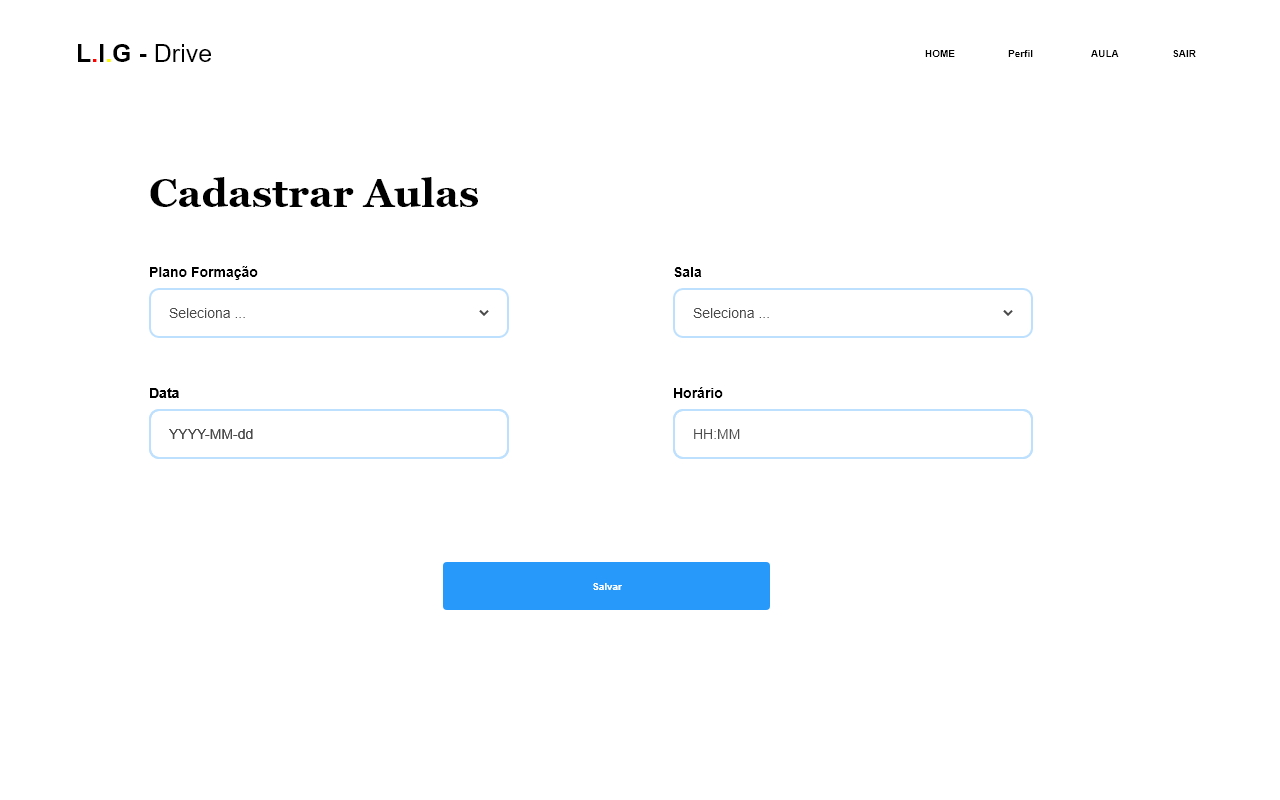 L.I.G - Drive
HOME Perfil AULA SAIR
Cadastrar Aulas
Plano Formação Sala
Seleciona ... Seleciona ...
Data Horário
YYYY-MM-dd HH:MM
Salvar